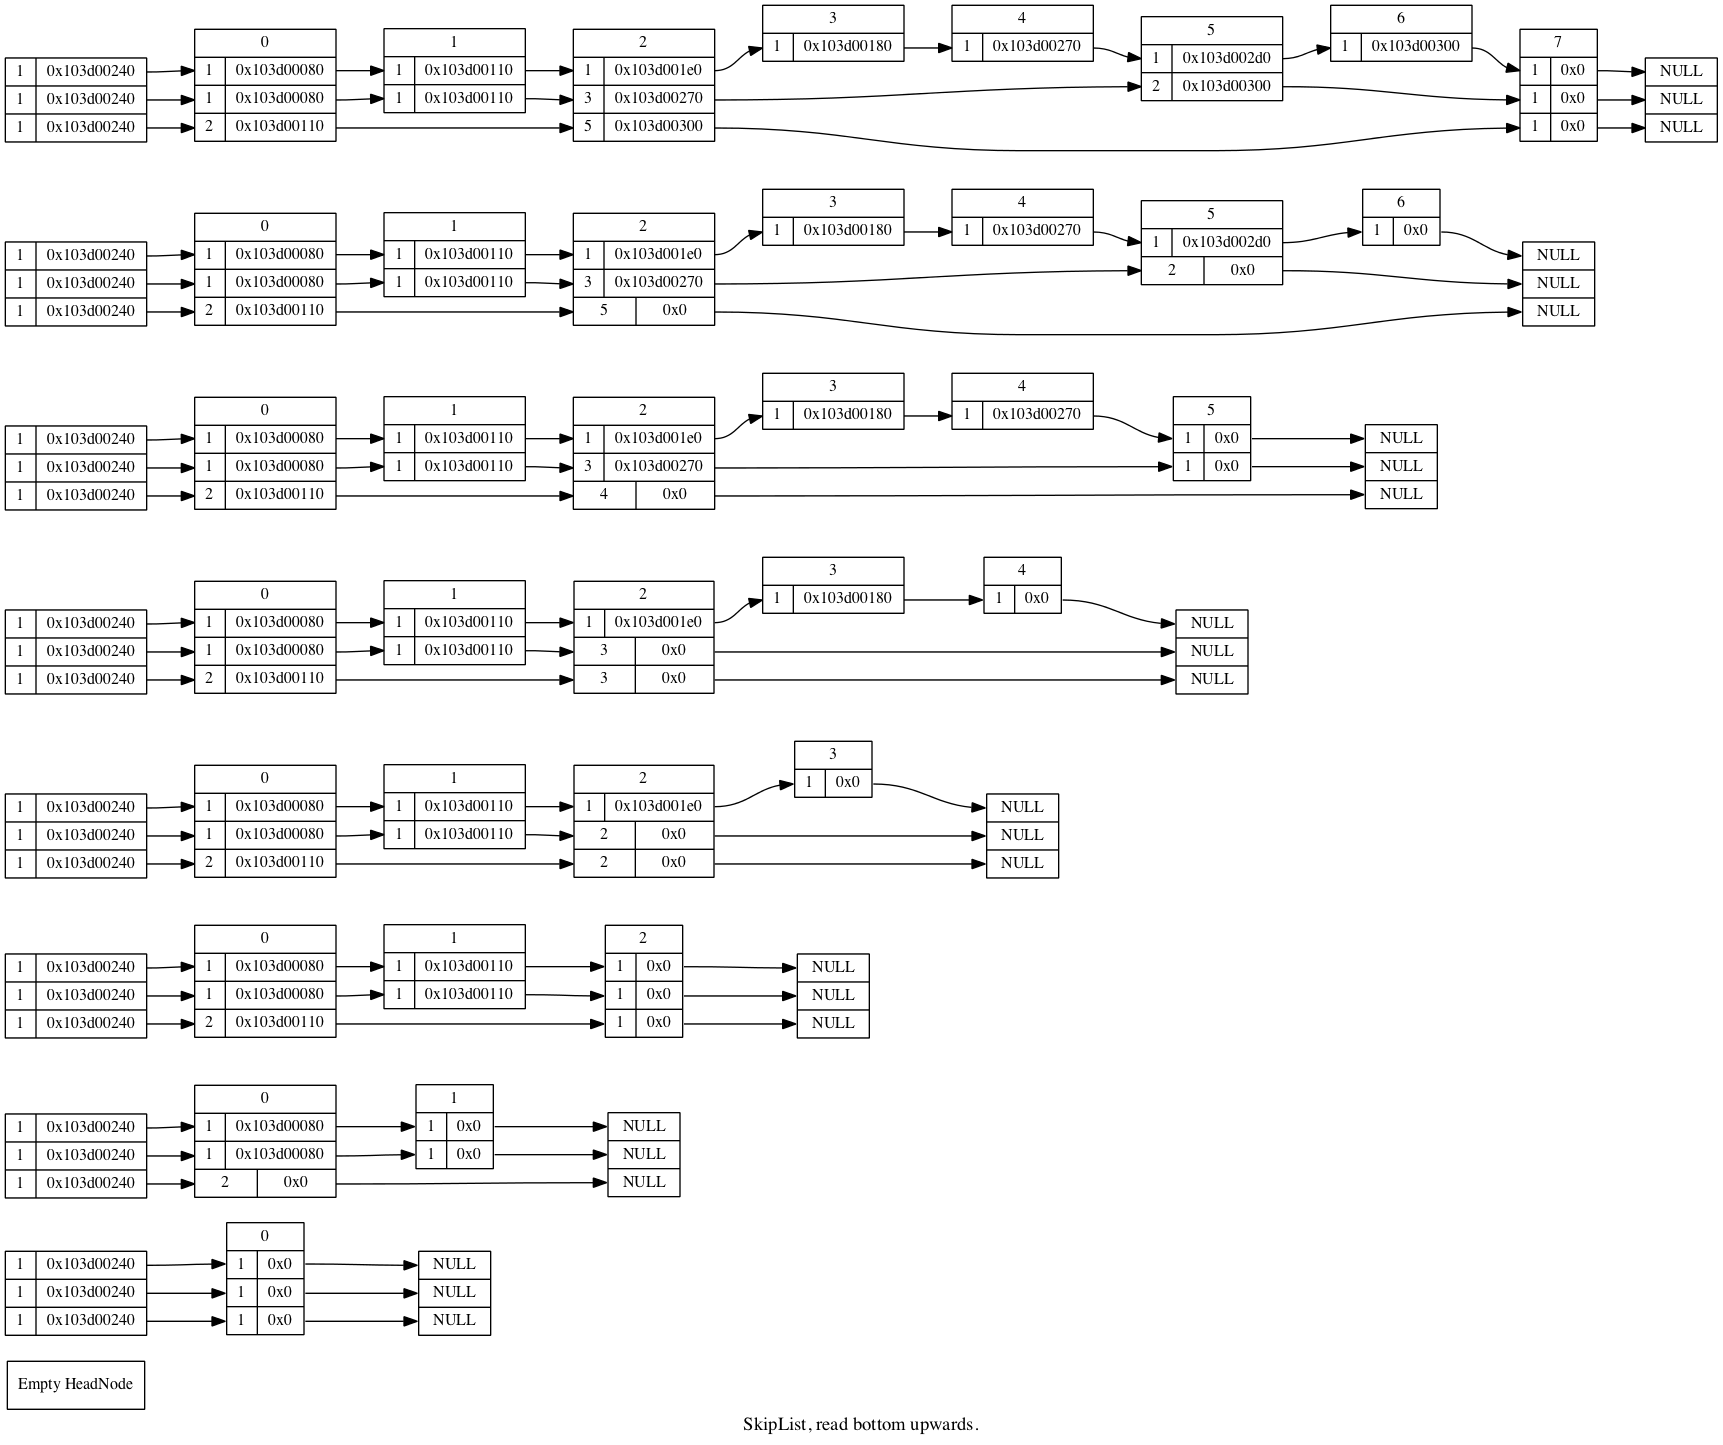 3 4 6
0 1 2 5 7
1 0x103d00240 1 0x103d00080 1 0x103d00110 1 0x103d001e0 1 0x103d00180 1 0x103d00270 1 0x103d002d0 1 0x103d00300 1 0x0 NULL
1 0x103d00240 1 0x103d00080 1 0x103d00110 3 0x103d00270 2 0x103d00300 1 0x0 NULL
1 0x103d00240 2 0x103d00110 5 0x103d00300 1 0x0 NULL
3 4 6
0 1 2 5
1 0x103d00240 1 0x103d00080 1 0x103d00110 1 0x103d001e0 1 0x103d00180 1 0x103d00270 1 0x103d002d0 1 0x0 NULL
1 0x103d00240 1 0x103d00080 1 0x103d00110 3 0x103d00270 2 0x0 NULL
1 0x103d00240 2 0x103d00110 5 0x0 NULL
3 4
0 1 2 5
1 0x103d00240 1 0x103d00080 1 0x103d00110 1 0x103d001e0 1 0x103d00180 1 0x103d00270 1 0x0 NULL
1 0x103d00240 1 0x103d00080 1 0x103d00110 3 0x103d00270 1 0x0 NULL
1 0x103d00240 2 0x103d00110 4 0x0 NULL
3 4
0 1 2
1 0x103d00240 1 0x103d00080 1 0x103d00110 1 0x103d001e0 1 0x103d00180 1 0x0 NULL
1 0x103d00240 1 0x103d00080 1 0x103d00110 3 0x0 NULL
1 0x103d00240 2 0x103d00110 3 0x0 NULL
3
0 1 2
1 0x103d00240 1 0x103d00080 1 0x103d00110 1 0x103d001e0 1 0x0 NULL
1 0x103d00240 1 0x103d00080 1 0x103d00110 2 0x0 NULL
1 0x103d00240 2 0x103d00110 2 0x0 NULL
0 1 2
1 0x103d00240 1 0x103d00080 1 0x103d00110 1 0x0 NULL
1 0x103d00240 1 0x103d00080 1 0x103d00110 1 0x0 NULL
1 0x103d00240 2 0x103d00110 1 0x0 NULL
0 1
1 0x103d00240 1 0x103d00080 1 0x0 NULL
1 0x103d00240 1 0x103d00080 1 0x0 NULL
1 0x103d00240 2 0x0 NULL
0
1 0x103d00240 1 0x0 NULL
1 0x103d00240 1 0x0 NULL
1 0x103d00240 1 0x0 NULL
Empty HeadNode
SkipList, read bottom upwards.